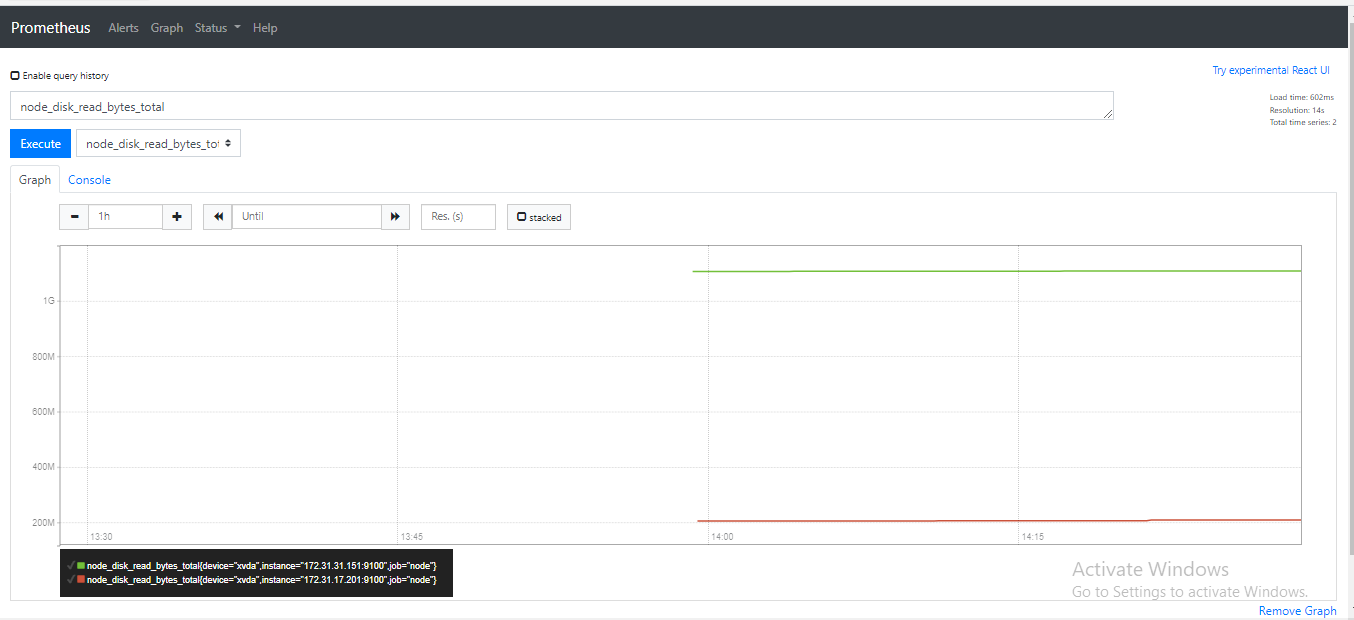 Prometheus Alerts Graph Status Help
Enable query history
Try experimental React UI
node_disk_read_bytes_total
Load time: 602ms
Resolution: 14s
Total time series: 2
Execute node_disk_read_bytes_to
Graph Console
1h Until Res. (s) stacked
1G
800M
600M
400M
200M
13:30 13:45 14:00 14:15
node_disk_read_bytes_total{device="xvda",instance="172.31.31.151:9100",job="node"}
node_disk_read_bytes_total{device="xvda",instance="172.31.17.201:9100",job="node"}
Activate Windows
Go to Settings to activate Windows.
Remove Graph